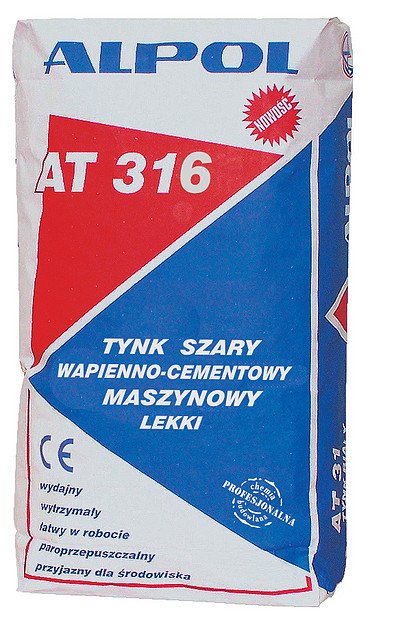 ALPOL
NOWOŚĆ
AT 316
TYNK SZARY
WAPIENNO-CEMENTOWY
MASZYNOWY
LEKKI
CE
wydajny
wytrzymały
łatwy w robocie
paroprzepuszczalny
przyjazny dla środowiska
chemia
PROFESJONALNA
budowlana
ALPOL
AT 31